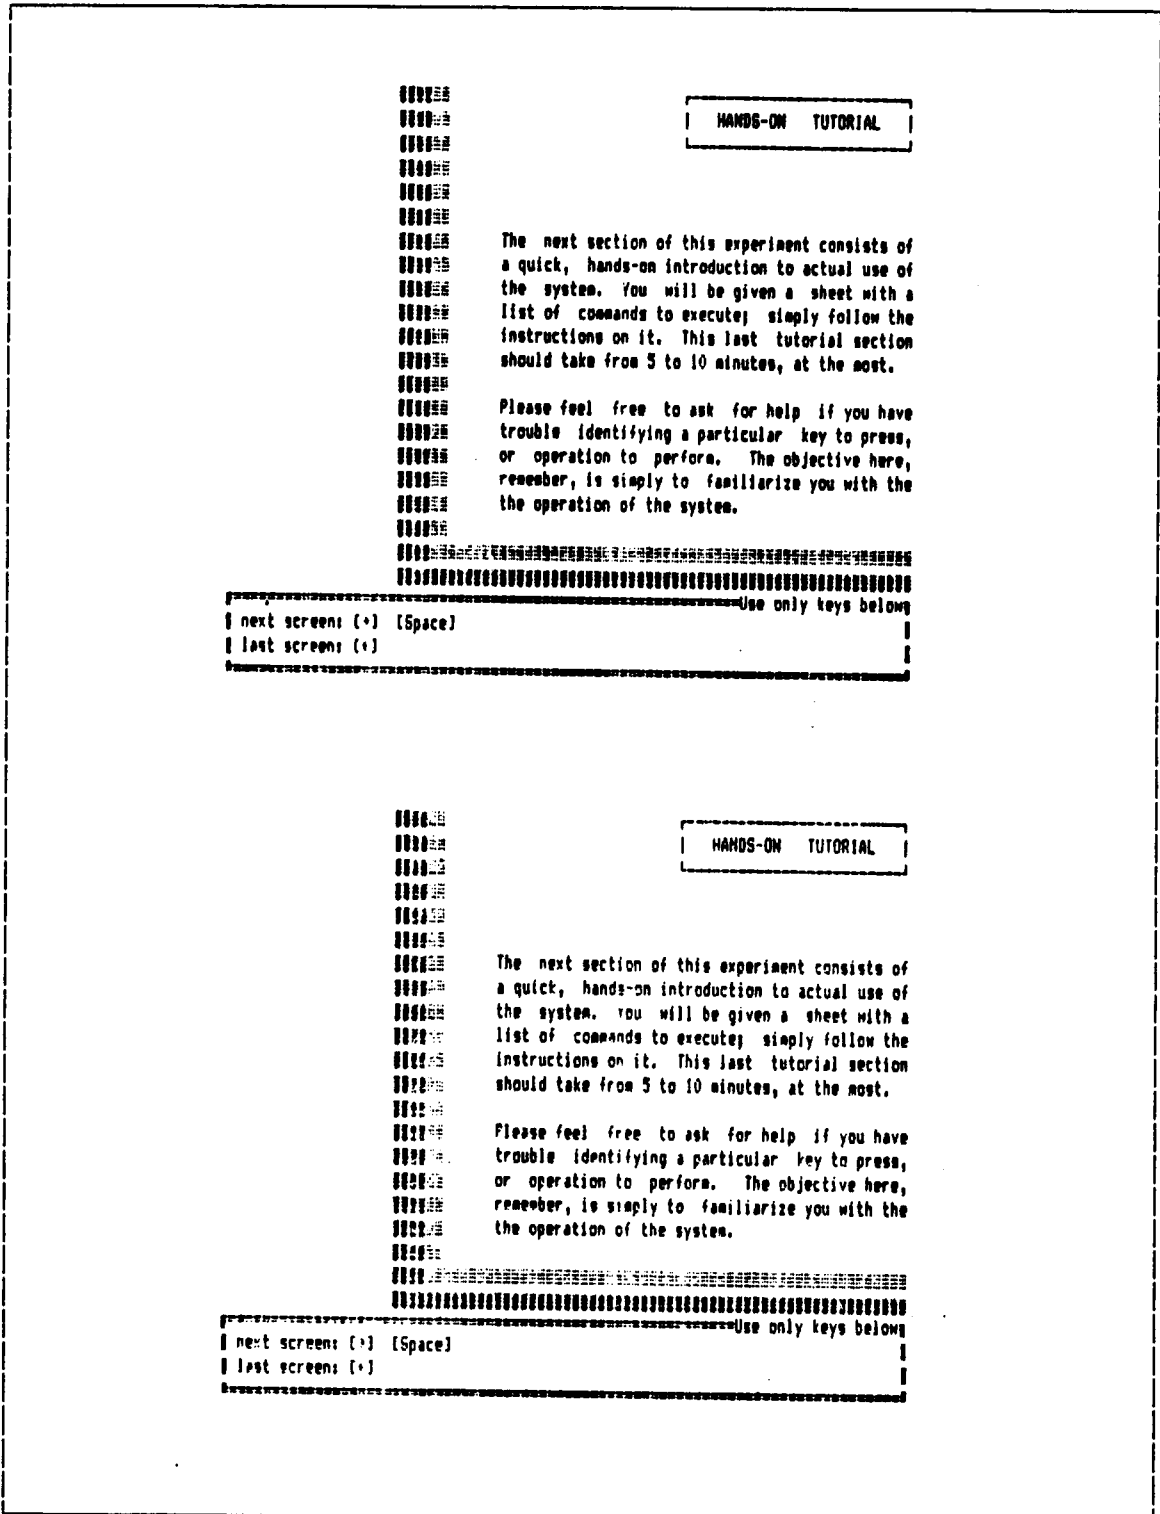 HANDS-ON TUTORIAL
The next section of this experiment consists of
a quick, hands-on introduction to actual use of
the system. You will be given a sheet with a
list of commands to execute; simply follow the
instructions on it. This last tutorial section
should take from 5 to 10 minutes, at the most.
Please feel free to ask for help if you have
trouble identifying a particular key to press,
or operation to perform. The objective here,
remember, is simply to familiarize you with the
the operation of the system.
Use only keys below
next screen: [→] [Space]
last screen: [←]
HANDS-ON TUTORIAL
The next section of this experiment consists of
a quick, hands-on introduction to actual use of
the system. You will be given a sheet with a
list of commands to execute; simply follow the
instructions on it. This last tutorial section
should take from 5 to 10 minutes, at the most.
Please feel free to ask for help if you have
trouble identifying a particular key to press,
or operation to perform. The objective here,
remember, is simply to familiarize you with the
the operation of the system.
Use only keys below
next screen: [→] [Space]
last screen: [←]